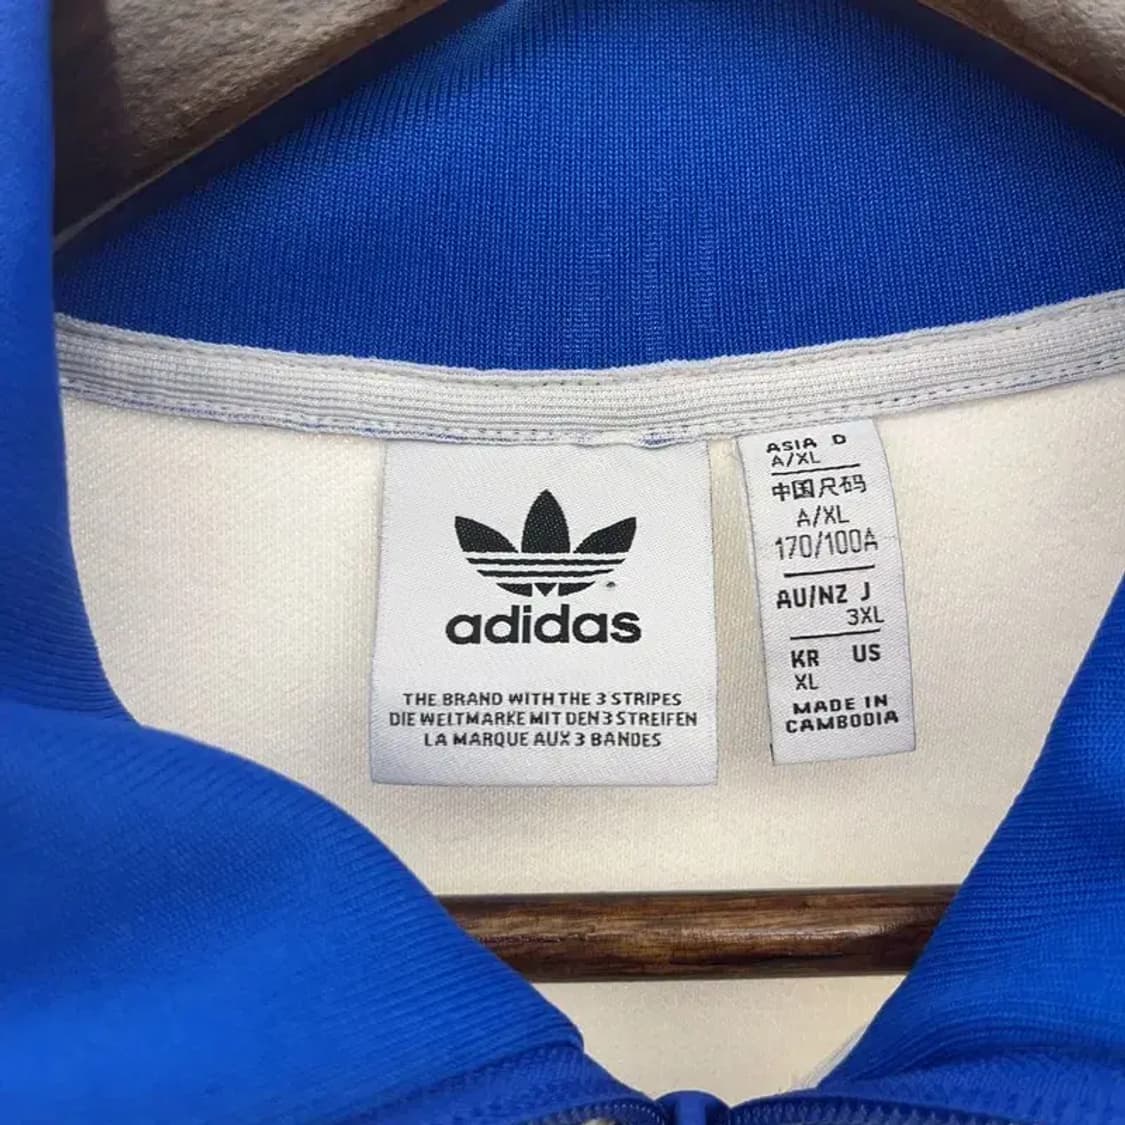 adidas
THE BRAND WITH THE 3 STRIPES
DIE WELTMARKE MIT DEN 3 STREIFEN
LA MARQUE AUX 3 BANDES
ASIA D
A/XL
中国尺码
A/XL
170/100A
AU/NZ J
3XL
KR US
XL
MADE IN
CAMBODIA